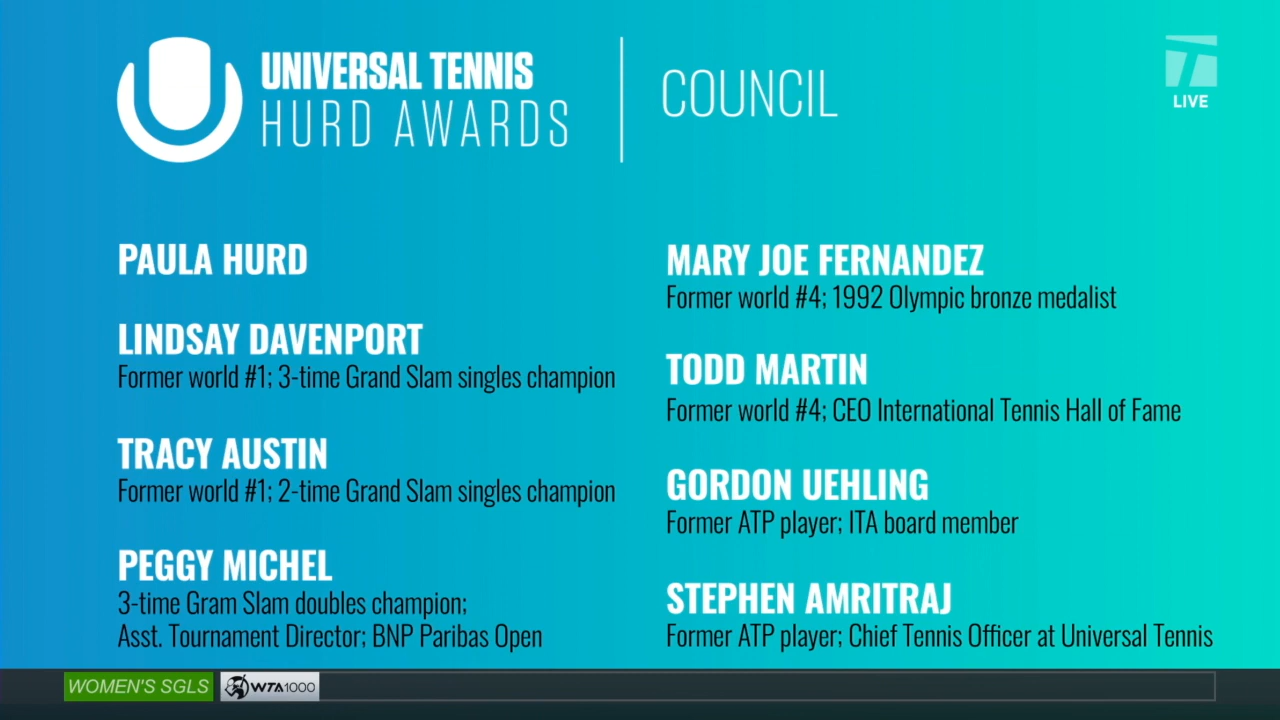 UNIVERSAL TENNIS
HURD AWARDS
COUNCIL
T
LIVE
PAULA HURD
LINDSAY DAVENPORT
Former world #1; 3-time Grand Slam singles champion
TRACY AUSTIN
Former world #1; 2-time Grand Slam singles champion
PEGGY MICHEL
3-time Gram Slam doubles champion;
Asst. Tournament Director; BNP Paribas Open
MARY JOE FERNANDEZ
Former world #4; 1992 Olympic bronze medalist
TODD MARTIN
Former world #4; CEO International Tennis Hall of Fame
GORDON UEHLING
Former ATP player; ITA board member
STEPHEN AMRITRAJ
Former ATP player; Chief Tennis Officer at Universal Tennis
WOMEN'S SGLS
WTA1000